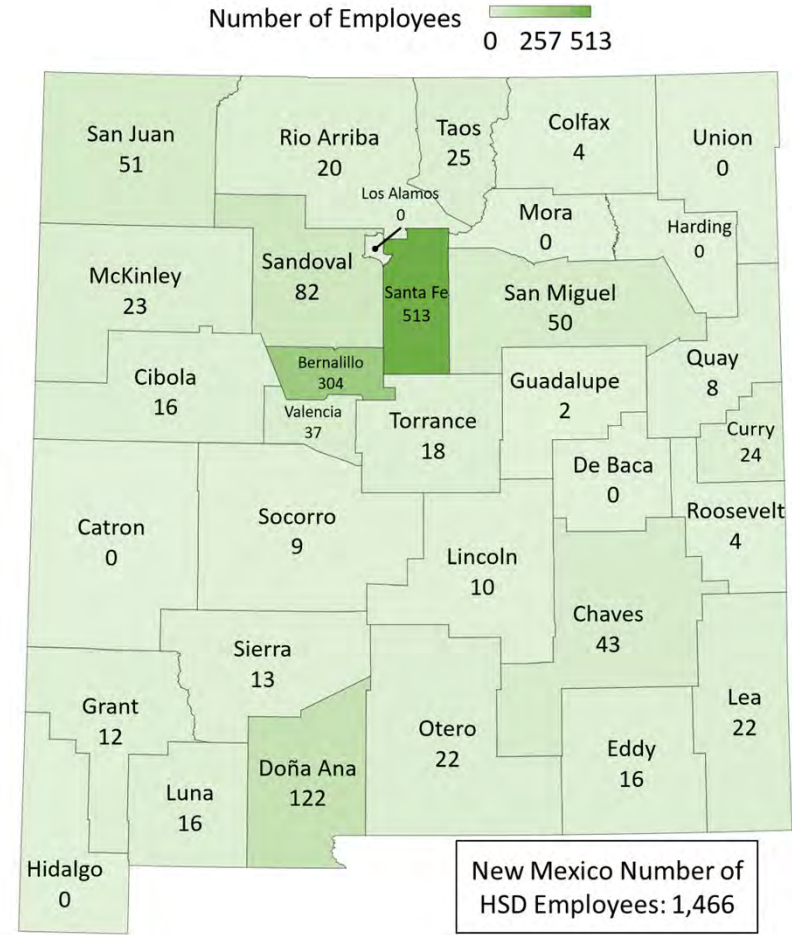 Number of Employees
0 257 513
San Juan
51
Rio Arriba
20
Taos
25
Colfax
4
Union
0
Los Alamos
0
Mora
0
Harding
0
McKinley
23
Sandoval
82
Santa Fe
513
San Miguel
50
Cibola
16
Bernalillo
304
Valencia
37
Torrance
18
Guadalupe
2
Quay
8
Curry
24
De Baca
0
Roosevelt
4
Catron
0
Socorro
9
Lincoln
10
Chaves
43
Sierra
13
Grant
12
Lea
22
Otero
22
Eddy
16
Doña Ana
122
Luna
16
Hidalgo
0
New Mexico Number of
HSD Employees: 1,466